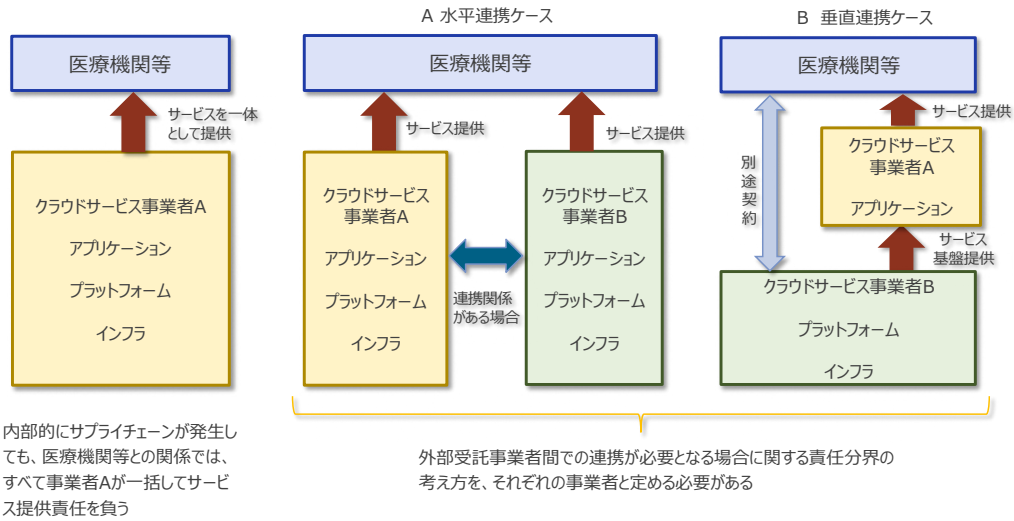 医療機関等
サービスを一体
として提供
クラウドサービス事業者A
アプリケーション
プラットフォーム
インフラ
内部的にサプライチェーンが発生し
ても、医療機関等との関係では、
すべて事業者Aが一括してサービ
ス提供責任を負う
A 水平連携ケース
医療機関等
サービス提供
サービス提供
クラウドサービス
事業者A
アプリケーション
プラットフォーム
インフラ
連携関係
がある場合
クラウドサービス
事業者B
アプリケーション
プラットフォーム
インフラ
B 垂直連携ケース
医療機関等
サービス提供
別途契約
クラウドサービス
事業者A
アプリケーション
サービス
基盤提供
クラウドサービス事業者B
プラットフォーム
インフラ
外部受託事業者間での連携が必要となる場合に関する責任分界の
考え方を、それぞれの事業者と定める必要がある